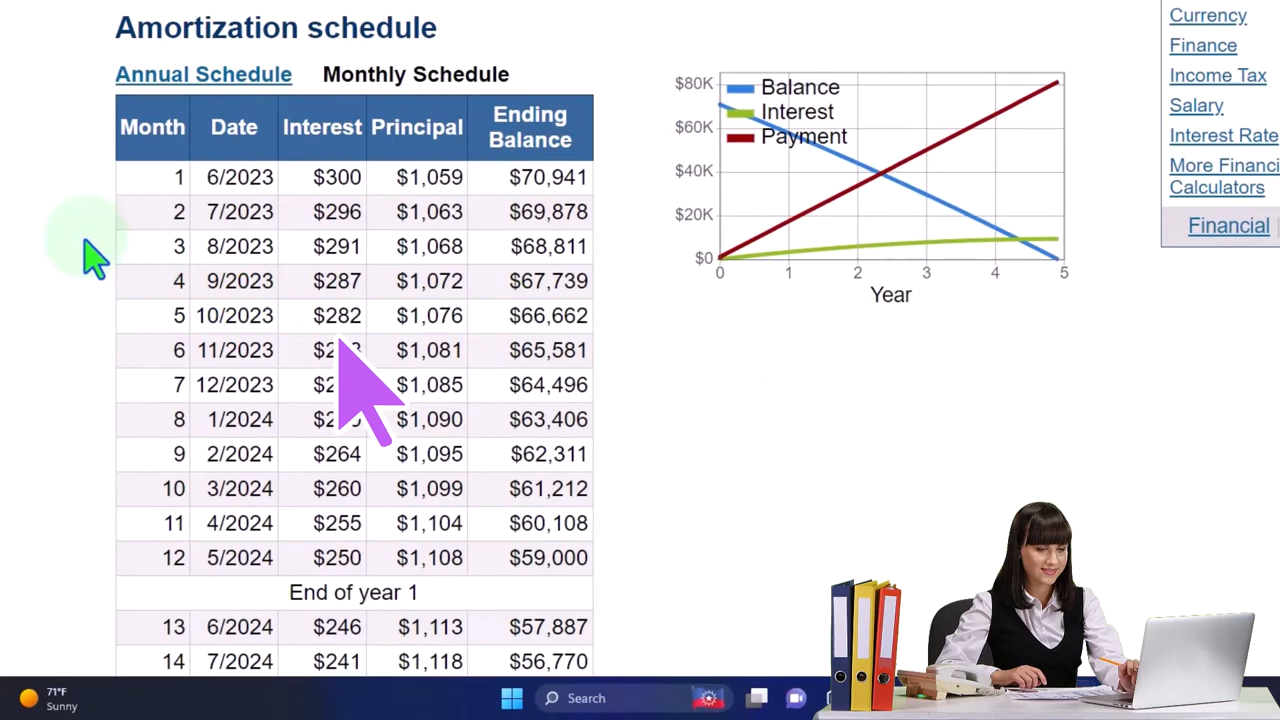 Amortization schedule
Annual Schedule Monthly Schedule
Month Date Interest Principal Ending Balance
1 6/2023 $300 $1,059 $70,941
2 7/2023 $296 $1,063 $69,878
3 8/2023 $291 $1,068 $68,811
4 9/2023 $287 $1,072 $67,739
5 10/2023 $282 $1,076 $66,662
6 11/2023 $1,081 $65,581
7 12/2023 $1,085 $64,496
8 1/2024 $1,090 $63,406
9 2/2024 $264 $1,095 $62,311
10 3/2024 $260 $1,099 $61,212
11 4/2024 $255 $1,104 $60,108
12 5/2024 $250 $1,108 $59,000
End of year 1
13 6/2024 $246 $1,113 $57,887
14 7/2024 $241 $1,118 $56,770
$80K
$60K
$40K
$20K
$0
Balance
Interest
Payment
0 1 2 3 4 5
Year
Currency
Finance
Income Tax
Salary
Interest Rate
More Financi
Calculators
Financial
71°F
Sunny
Search